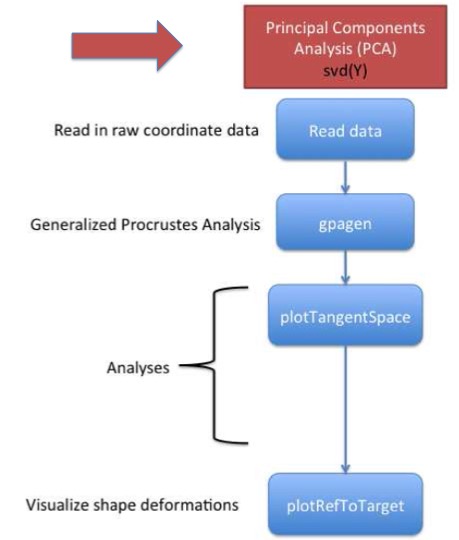 Principal Components
Analysis (PCA)
svd(Y)
Read in raw coordinate data
Read data
Generalized Procrustes Analysis
gpagen
plotTangentSpace
Analyses
Visualize shape deformations
plotRefToTarget